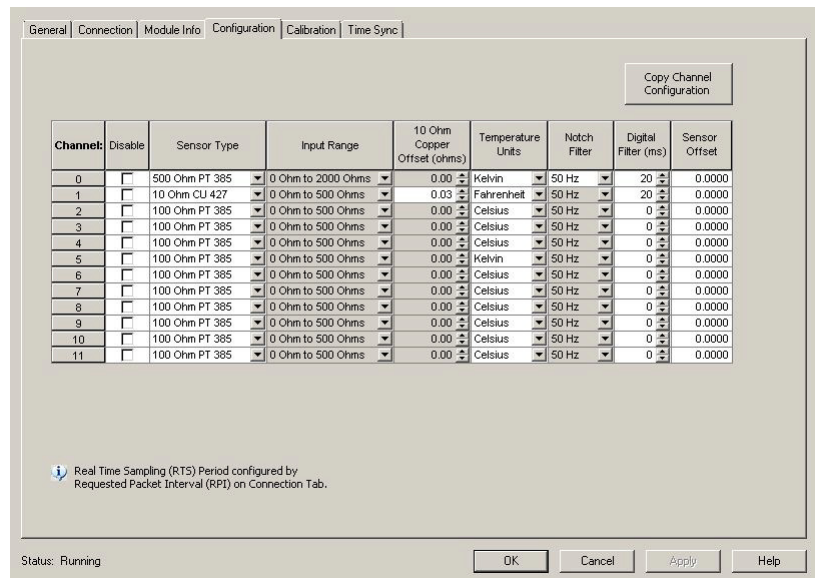 General Connection Module Info Configuration Calibration Time Sync
Copy Channel
Configuration
Channel: Disable Sensor Type Input Range 10 Ohm Copper Offset (ohms) Temperature Units Notch Filter Digital Filter (ms) Sensor Offset
0 500 Ohm PT 385 0 Ohm to 2000 Ohms 0.00 Kelvin 50 Hz 20 0.0000
1 10 Ohm CU 427 0 Ohm to 500 Ohms 0.03 Fahrenheit 50 Hz 20 0.0000
2 100 Ohm PT 385 0 Ohm to 500 Ohms 0.00 Celsius 50 Hz 0 0.0000
3 100 Ohm PT 385 0 Ohm to 500 Ohms 0.00 Celsius 50 Hz 0 0.0000
4 100 Ohm PT 385 0 Ohm to 500 Ohms 0.00 Celsius 50 Hz 0 0.0000
5 100 Ohm PT 385 0 Ohm to 500 Ohms 0.00 Kelvin 50 Hz 0 0.0000
6 100 Ohm PT 385 0 Ohm to 500 Ohms 0.00 Celsius 50 Hz 0 0.0000
7 100 Ohm PT 385 0 Ohm to 500 Ohms 0.00 Celsius 50 Hz 0 0.0000
8 100 Ohm PT 385 0 Ohm to 500 Ohms 0.00 Celsius 50 Hz 0 0.0000
9 100 Ohm PT 385 0 Ohm to 500 Ohms 0.00 Celsius 50 Hz 0 0.0000
10 100 Ohm PT 385 0 Ohm to 500 Ohms 0.00 Celsius 50 Hz 0 0.0000
11 100 Ohm PT 385 0 Ohm to 500 Ohms 0.00 Celsius 50 Hz 0 0.0000
Real Time Sampling (RTS) Period configured by
Requested Packet Interval (RPI) on Connection Tab.
Status: Running OK Cancel Apply Help